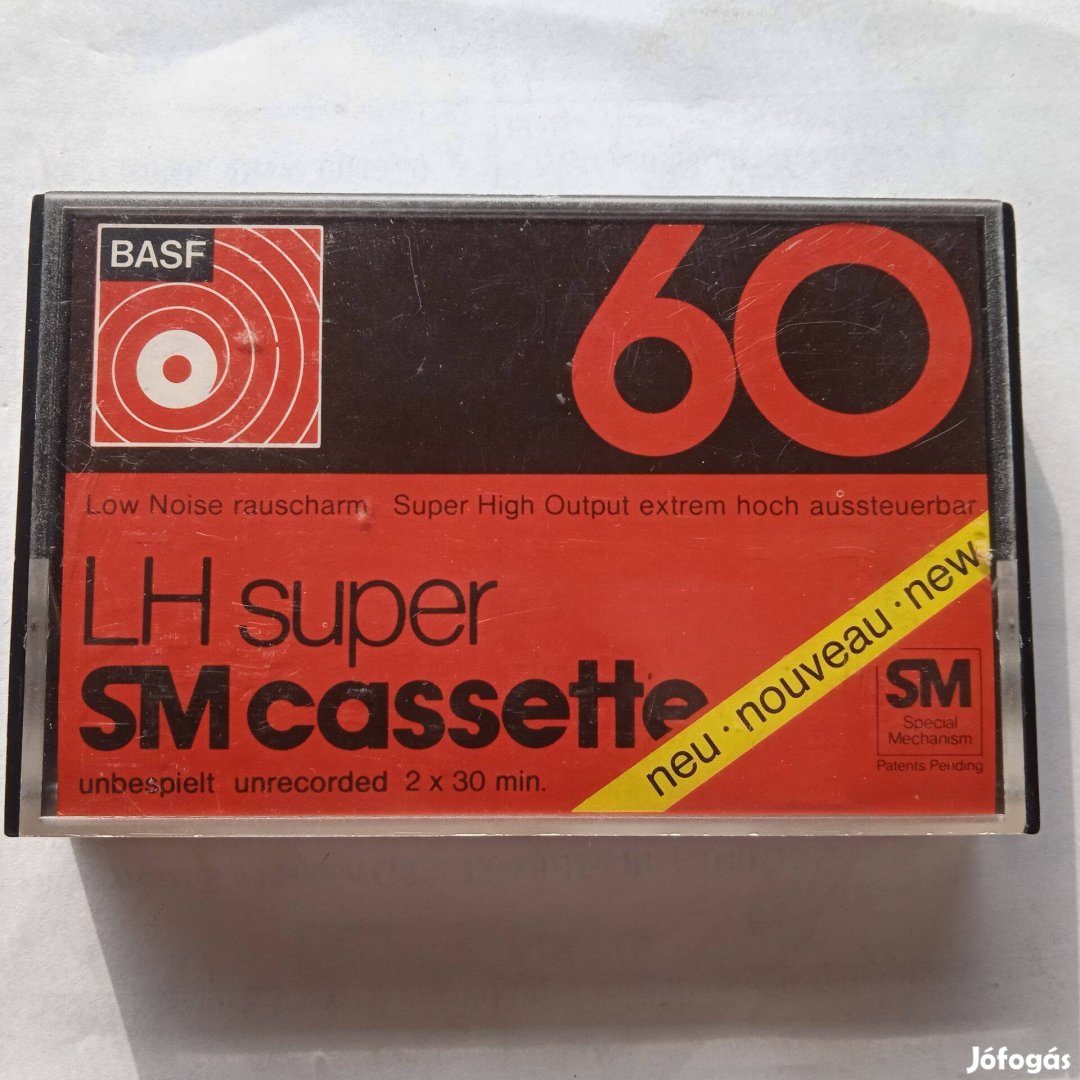 BASF
60
Low Noise rauscharm Super High Output extrem hoch aussteuerbar
LH super
SM cassette
neu · nouveau · new
SM
Special
Mechanism
Patents Pending
unbespielt unrecorded 2 x 30 min.
Jófogás